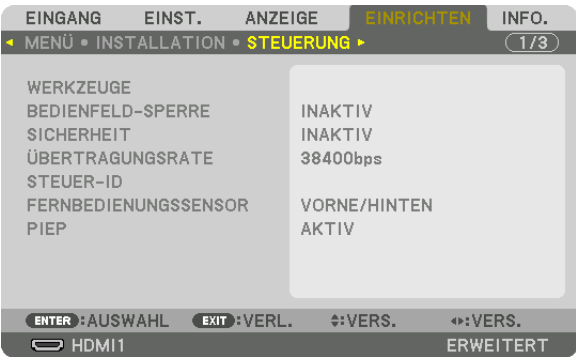 EINGANG EINST. ANZEIGE EINRICHTEN INFO.
MENÜ • INSTALLATION • STEUERUNG 1/3
WERKZEUGE
BEDIENFELD-SPERRE INAKTIV
SICHERHEIT INAKTIV
ÜBERTRAGUNGSRATE 38400bps
STEUER-ID
FERNBEDIENUNGSSENSOR VORNE/HINTEN
PIEP AKTIV
ENTER :AUSWAHL EXIT :VERL. :VERS. :VERS.
HDMI1 ERWEITERT